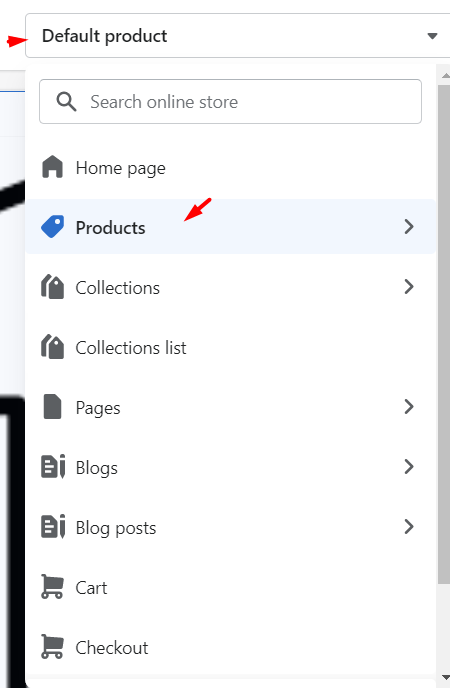 Default product
Search online store
Home page
Products
Collections
Collections list
Pages
Blogs
Blog posts
Cart
Checkout